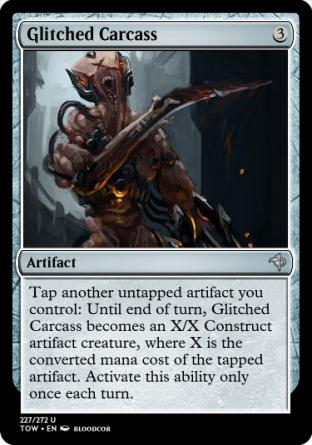 Glitched Carcass 3
Artifact
Tap another untapped artifact you
control: Until end of turn, Glitched
Carcass becomes an X/X Construct
artifact creature, where X is the
converted mana cost of the tapped
artifact. Activate this ability only
once each turn.
227/272 U
TOW • EN BLOODCOR